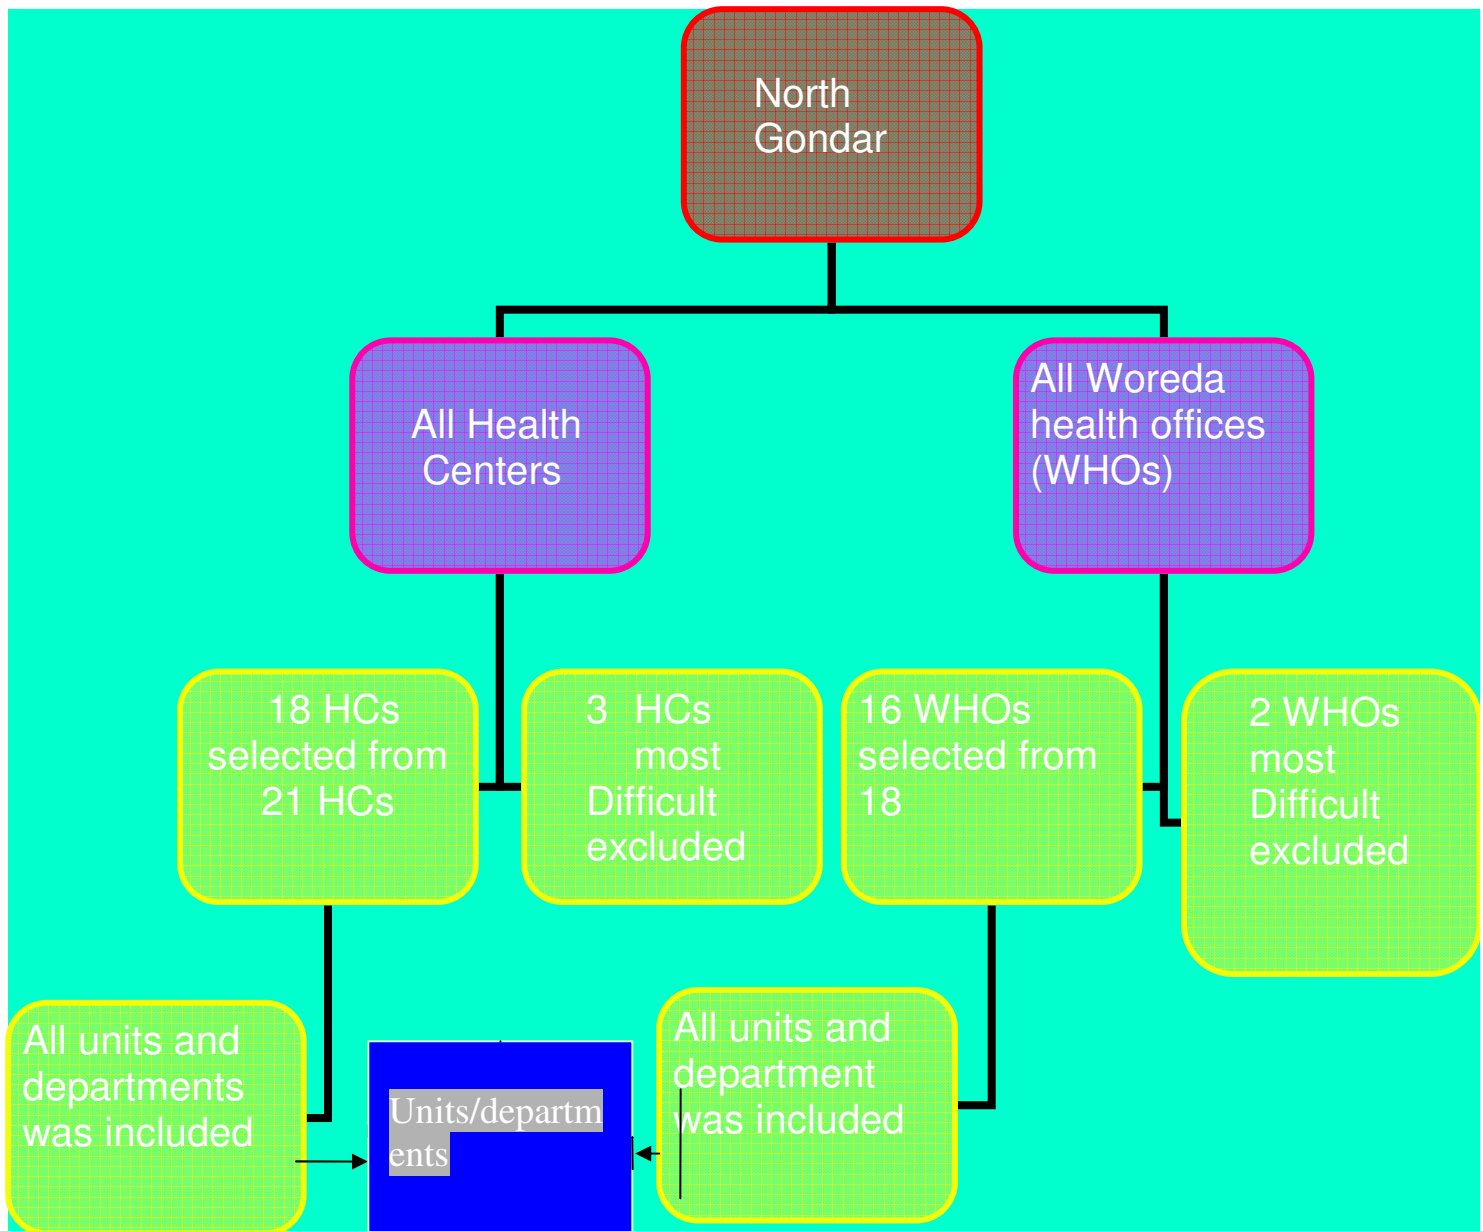 North
Gondar
All Health
Centers
All Woreda
health offices
(WHOs)
18 HCs
selected from
21 HCs
3 HCs
most
Difficult
excluded
16 WHOs
selected from
18
2 WHOs
most
Difficult
excluded
All units and
departments
was included
Units/departm
ents
All units and
department
was included